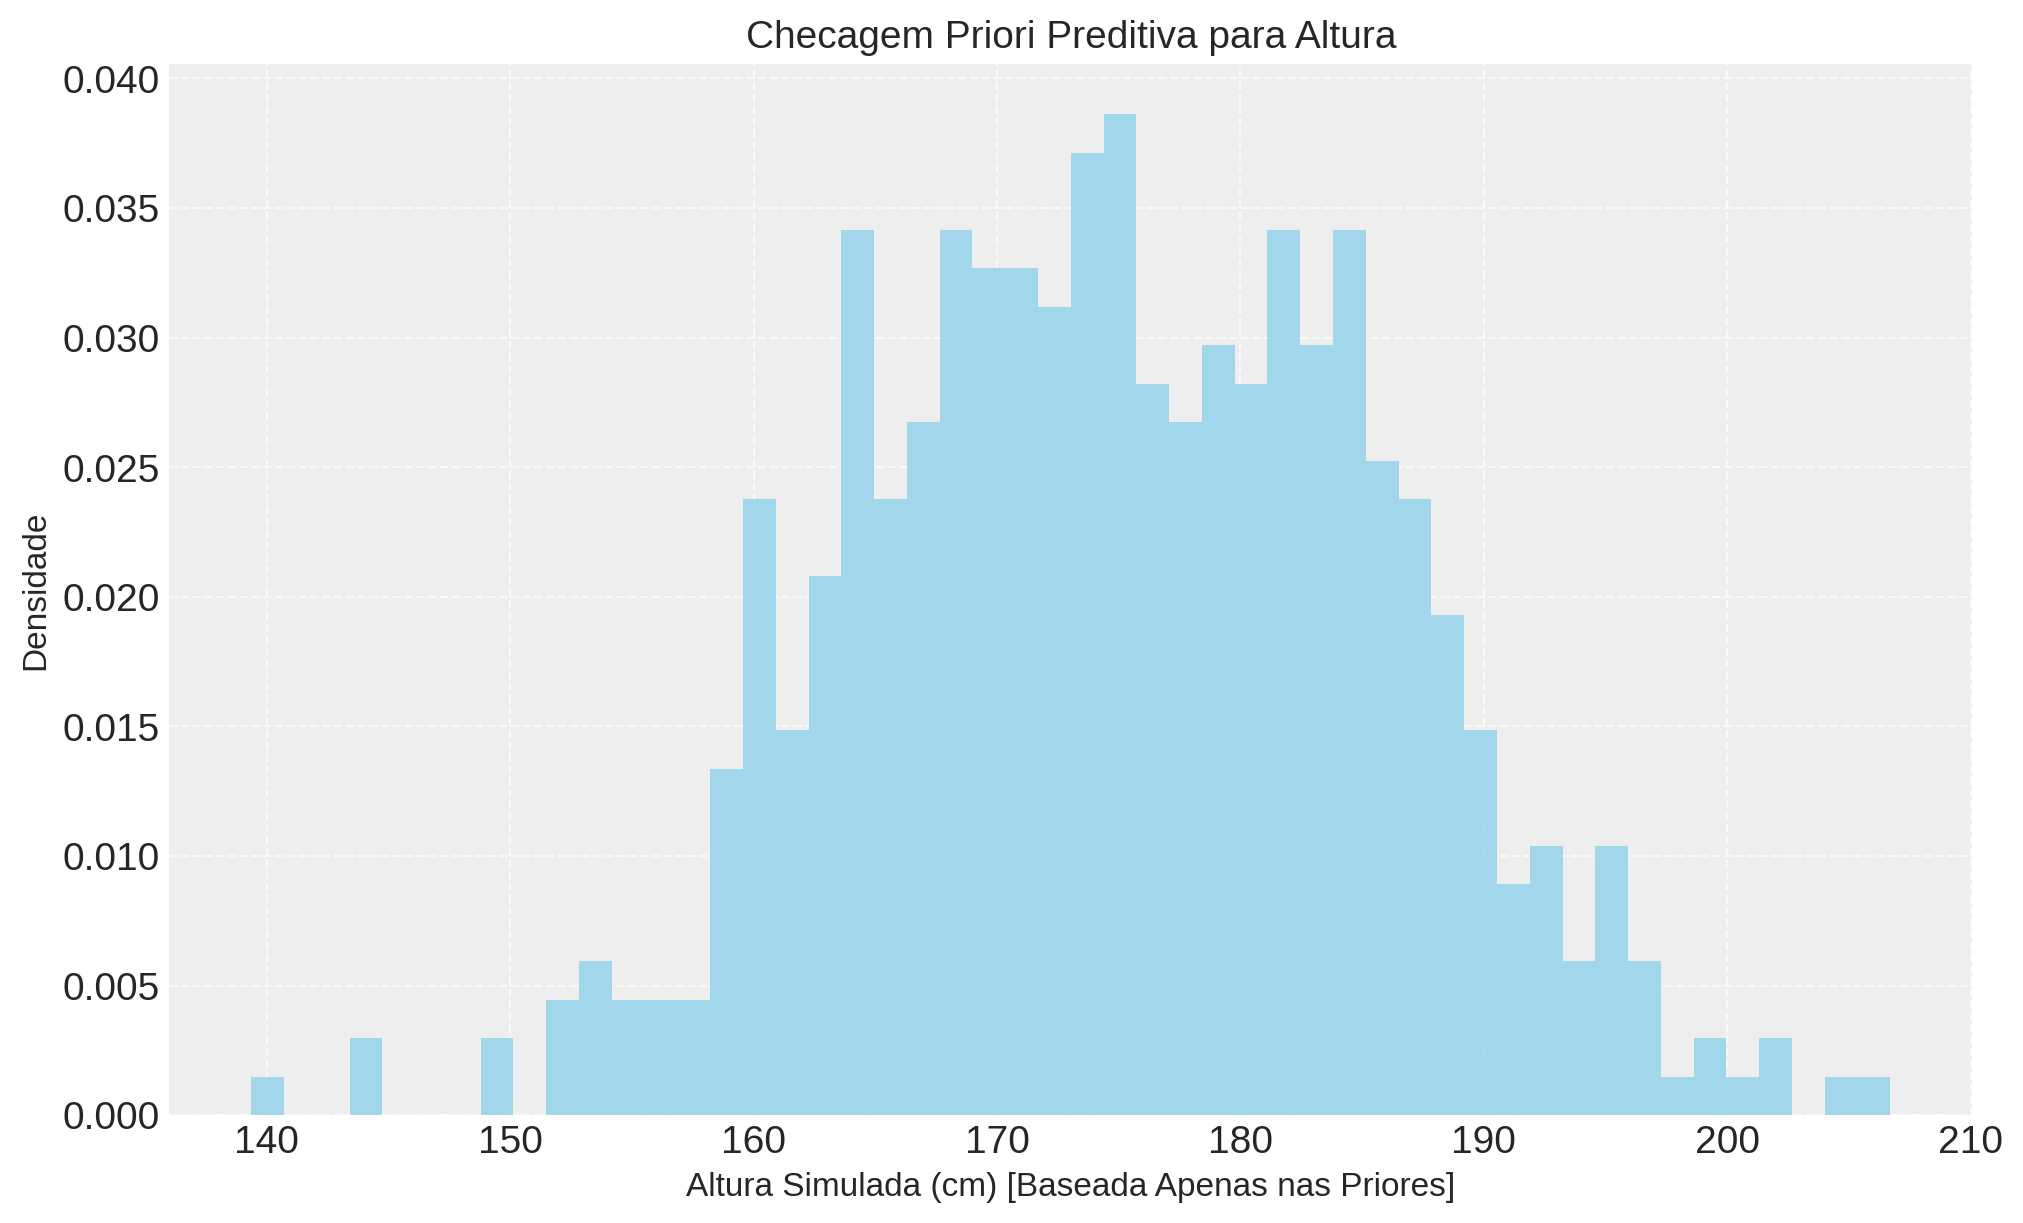 Checagem Priori Preditiva para Altura
0.040
0.035
0.030
0.025
0.020
0.015
0.010
0.005
0.000
Densidade
140 150 160 170 180 190 200 210
Altura Simulada (cm) [Baseada Apenas nas Priores]